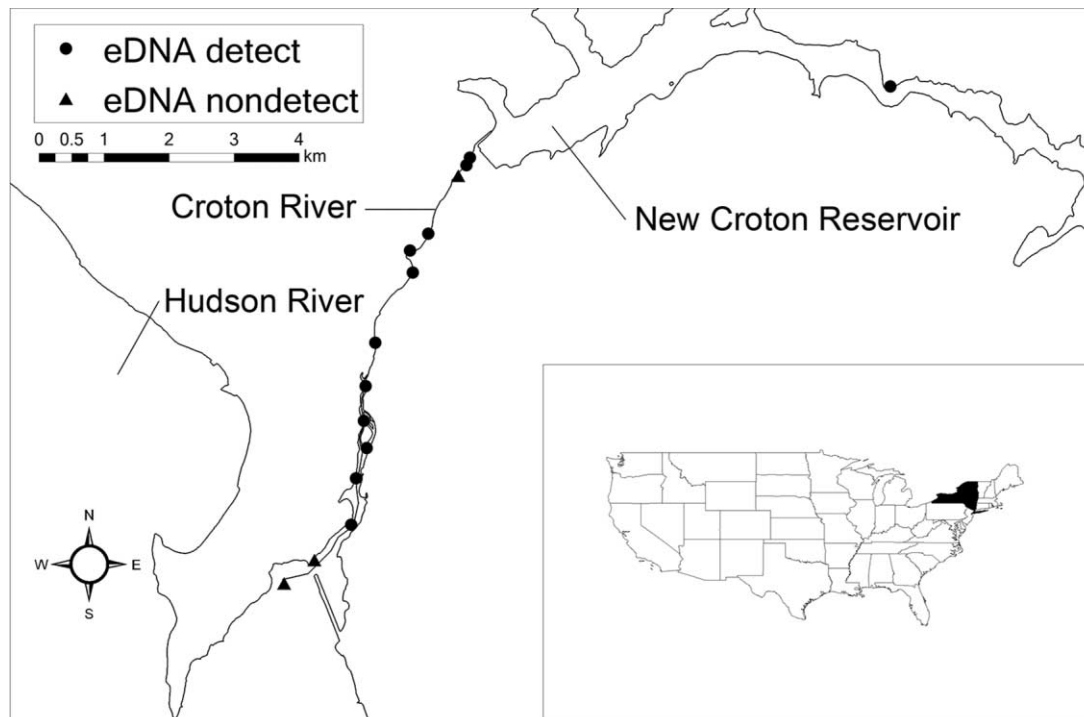 eDNA detect
eDNA nondetect
0 0.5 1 2 3 4
km
Croton River
New Croton Reservoir
Hudson River
N
W E
S